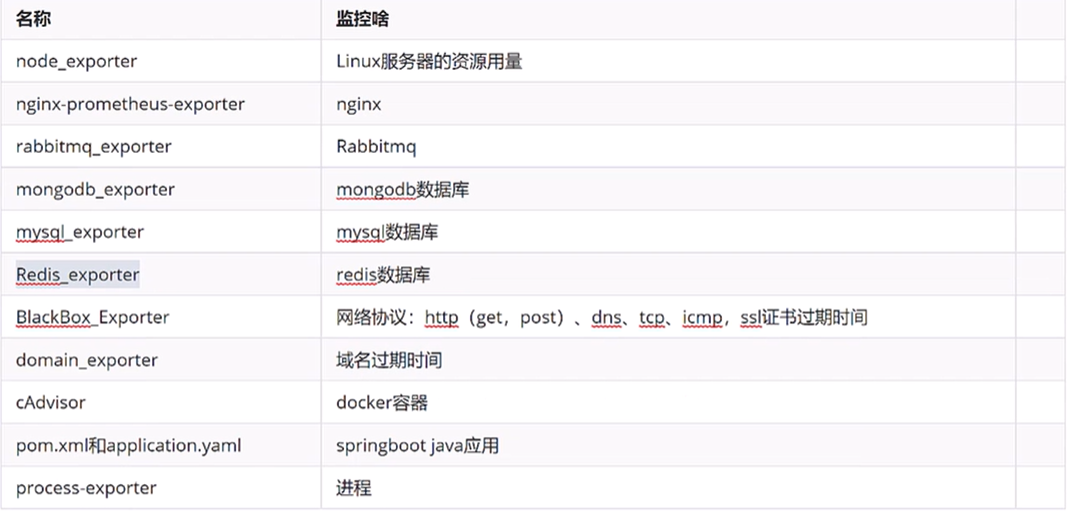 名称 监控啥
node_exporter Linux服务器的资源用量
nginx-prometheus-exporter nginx
rabbitmq_exporter Rabbitmq
mongodb_exporter mongodb数据库
mysql_exporter mysql数据库
Redis_exporter redis数据库
BlackBox_Exporter 网络协议：http（get，post）、dns、tcp、icmp，ssl证书过期时间
domain_exporter 域名过期时间
cAdvisor docker容器
pom.xml和application.yaml springboot java应用
process-exporter 进程